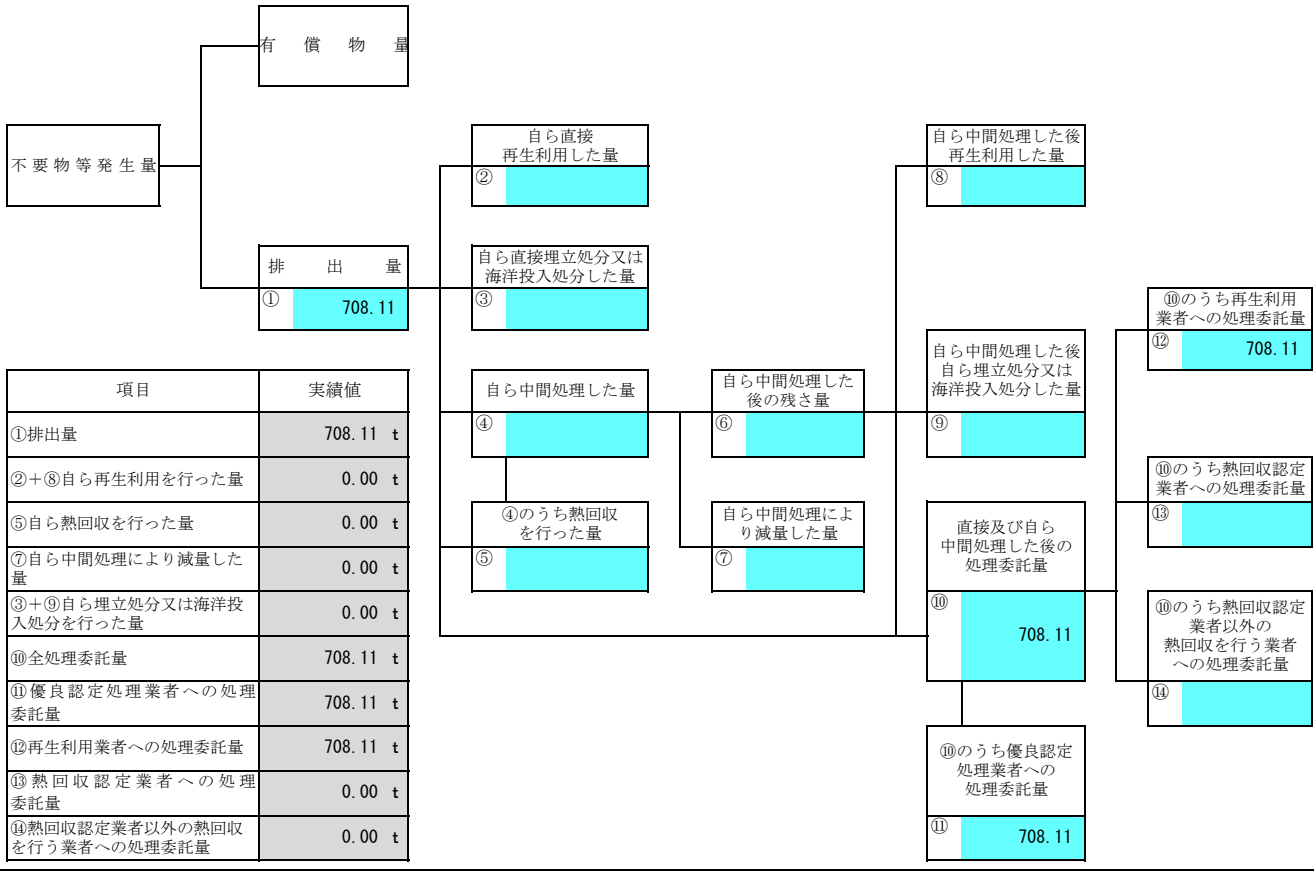 有償物量
不要物等発生量
排出量
① 708.11
自ら直接
再生利用した量
②
自ら直接埋立処分又は
海洋投入処分した量
③
自ら中間処理した量
④
④のうち熱回収
を行った量
⑤
自ら中間処理した
後の残さ量
⑥
自ら中間処理によ
り減量した量
⑦
自ら中間処理した後
再生利用した量
⑧
自ら中間処理した後
自ら埋立処分又は
海洋投入処分した量
⑨
直接及び自ら
中間処理した後の
処理委託量
⑩ 708.11
⑩のうち優良認定
処理業者への
処理委託量
⑪ 708.11
⑩のうち再生利用
業者への処理委託量
⑫ 708.11
⑩のうち熱回収認定
業者への処理委託量
⑬
⑩のうち熱回収認定
業者以外の
熱回収を行う業者
への処理委託量
⑭
項目 実績値
①排出量 708.11 t
②+⑧自ら再生利用を行った量 0.00 t
⑤自ら熱回収を行った量 0.00 t
⑦自ら中間処理により減量した
量 0.00 t
③+⑨自ら埋立処分又は海洋投
入処分を行った量 0.00 t
⑩全処理委託量 708.11 t
⑪優良認定処理業者への処理
委託量 708.11 t
⑫再生利用業者への処理委託量 708.11 t
⑬熱回収認定業者への処理
委託量 0.00 t
⑭熱回収認定業者以外の熱回収
を行う業者への処理委託量 0.00 t